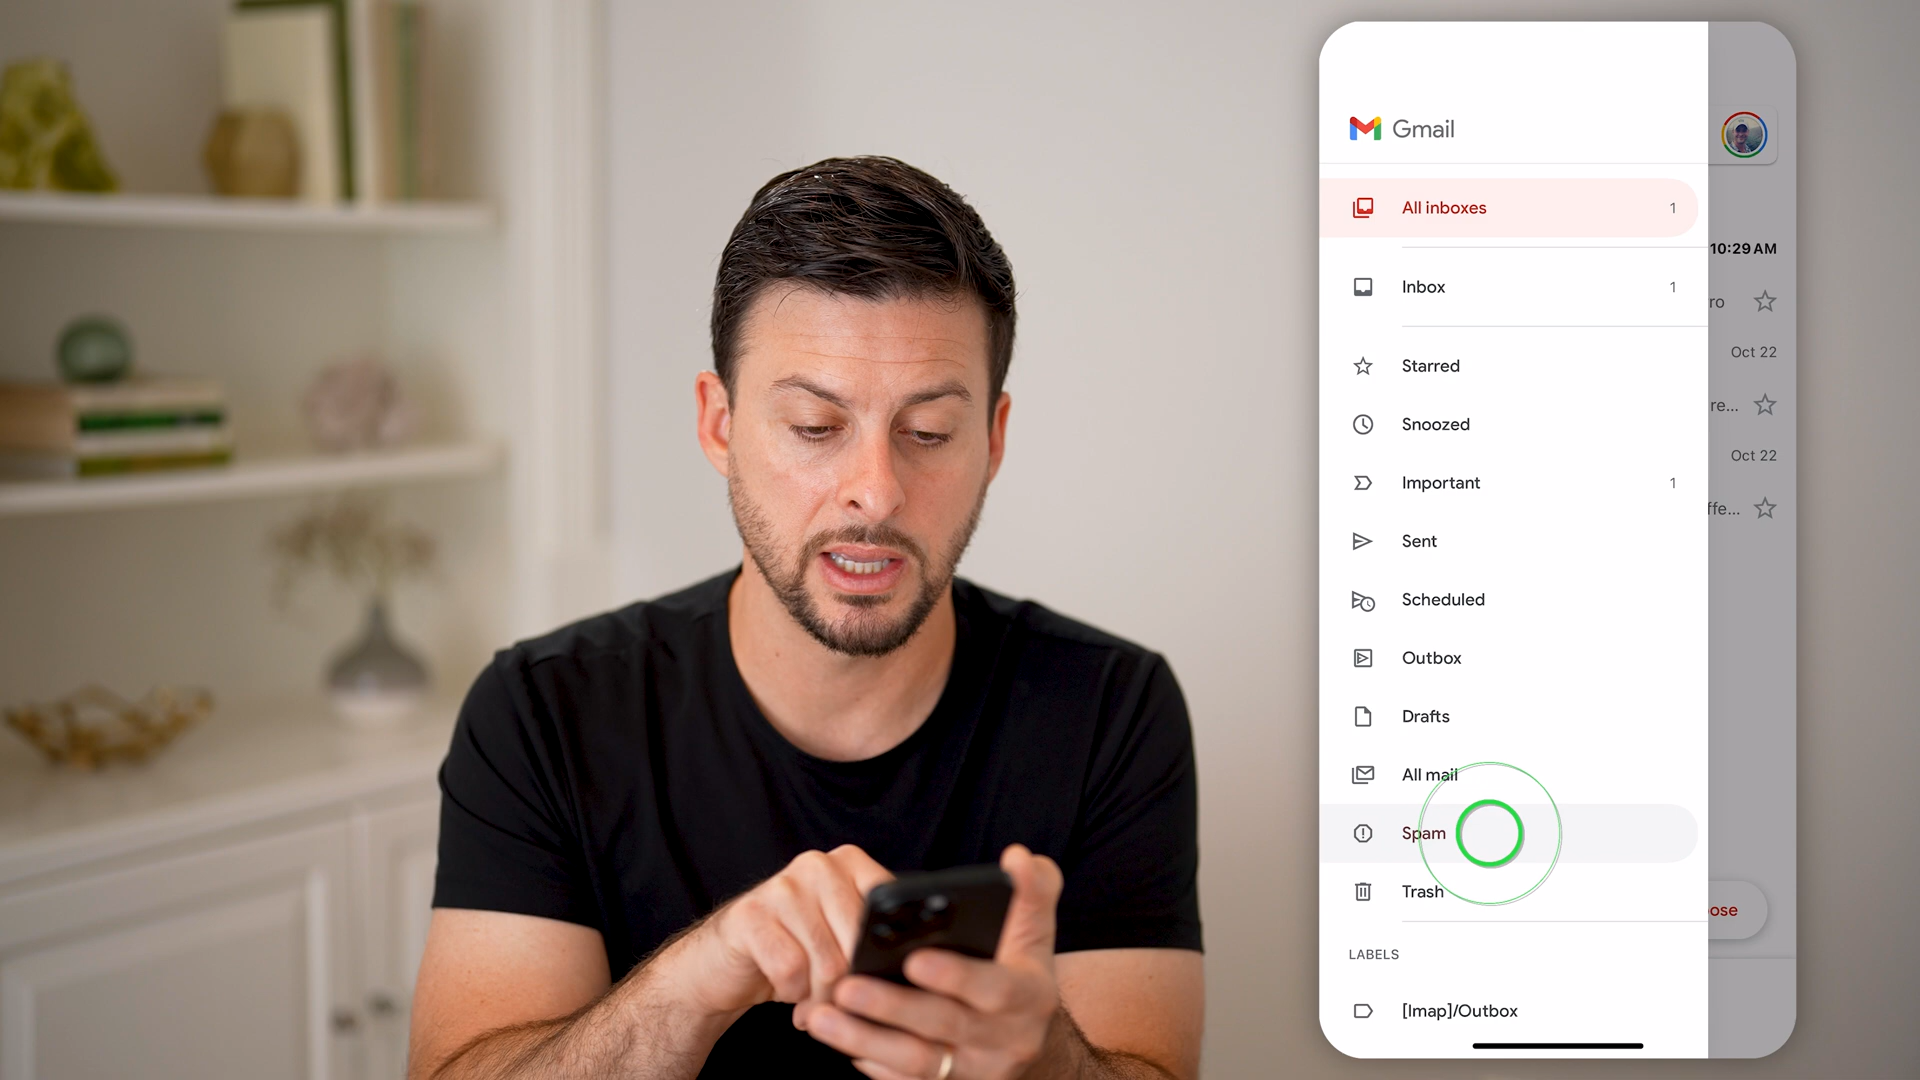 Gmail
All inboxes 1
10:29 AM
Inbox 1
ro
Oct 22
Starred
re...
Snoozed
Oct 22
Important 1
ffe...
Sent
Scheduled
Outbox
Drafts
All mail
Spam
Trash
ose
LABELS
[Imap]/Outbox